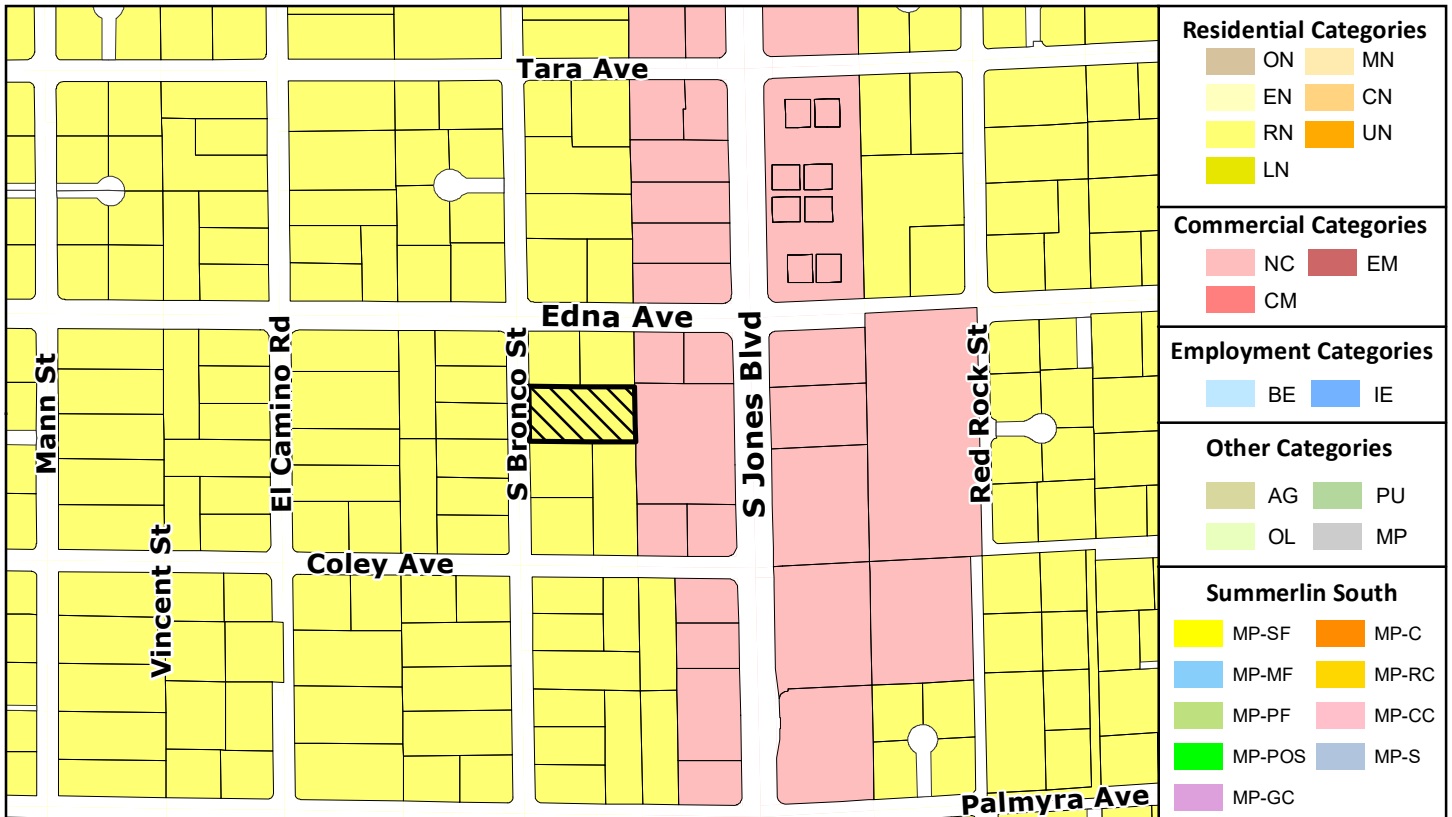 Tara Ave
Edna Ave
Mann St
El Camino Rd
S Bronco St
S Jones Blvd
Red Rock St
Vincent St
Coley Ave
Palmyra Ave
Residential Categories
ON MN
EN CN
RN UN
LN
Commercial Categories
NC EM
CM
Employment Categories
BE IE
Other Categories
AG PU
OL MP
Summerlin South
MP-SF MP-C
MP-MF MP-RC
MP-PF MP-CC
MP-POS MP-S
MP-GC